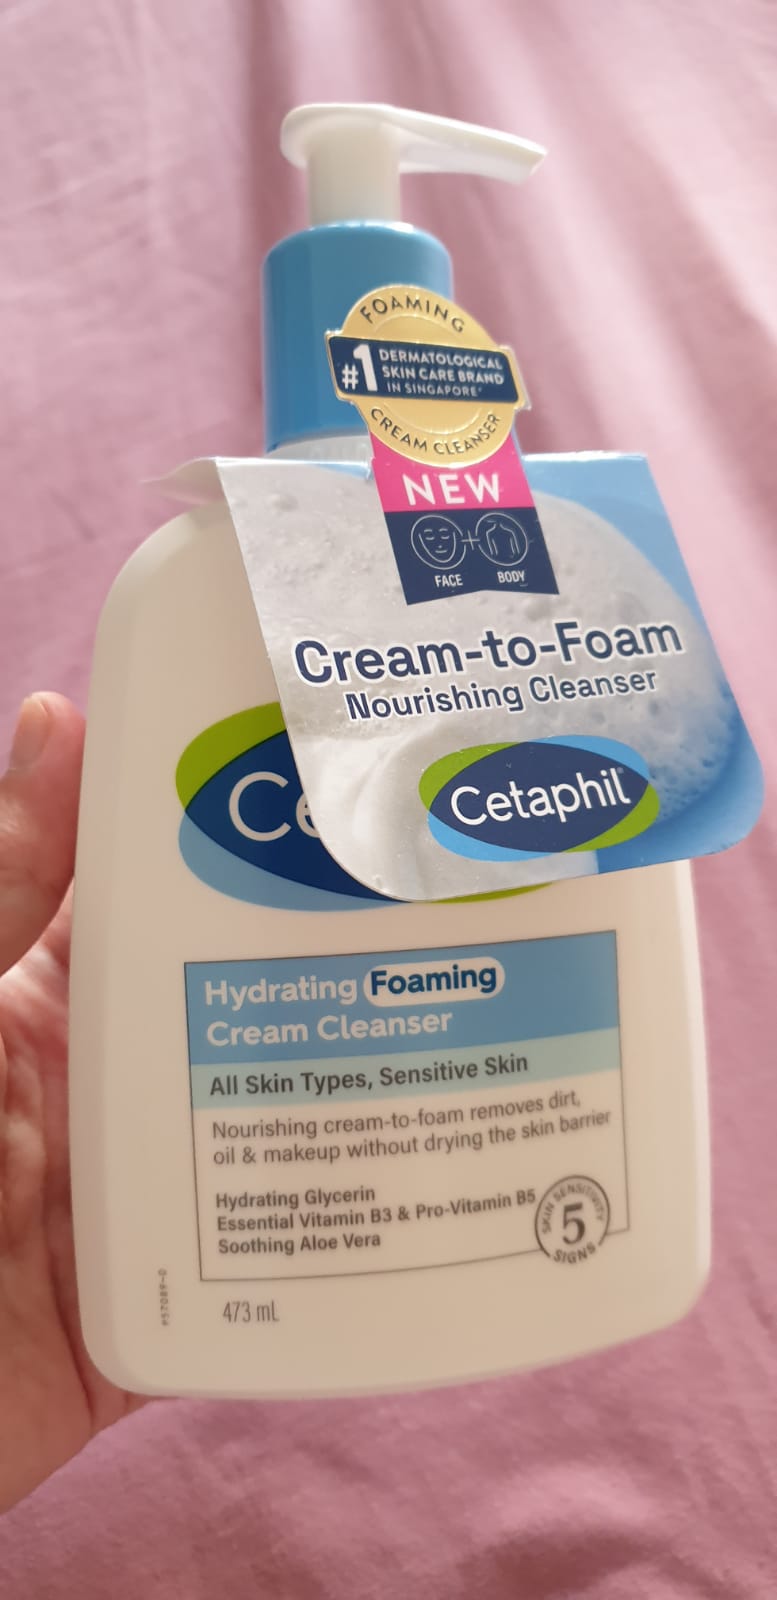 FOAMING
#1 DERMATOLOGICAL
SKIN CARE BRAND
IN SINGAPORE*
CREAM CLEANSER
NEW
FACE + BODY
Cream-to-Foam
Nourishing Cleanser
Cetaphil®
Ce
Hydrating Foaming
Cream Cleanser
All Skin Types, Sensitive Skin
Nourishing cream-to-foam removes dirt,
oil & makeup without drying the skin barrier
Hydrating Glycerin
Essential Vitamin B3 & Pro-Vitamin B5
Soothing Aloe Vera
SKIN SENSITIVITY
5
SIGNS
473 mL
P57089-0